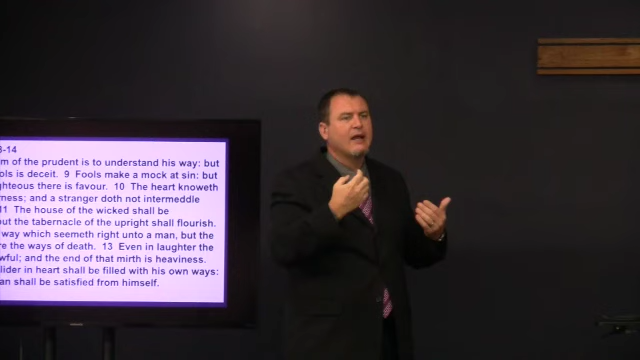 3-14
m of the prudent is to understand his way: but
ols is deceit. 9 Fools make a mock at sin: but
ghteous there is favour. 10 The heart knoweth
rness; and a stranger doth not intermeddle
11 The house of the wicked shall be
out the tabernacle of the upright shall flourish.
way which seemeth right unto a man, but the
re the ways of death. 13 Even in laughter the
wful; and the end of that mirth is heaviness.
lider in heart shall be filled with his own ways:
an shall be satisfied from himself.